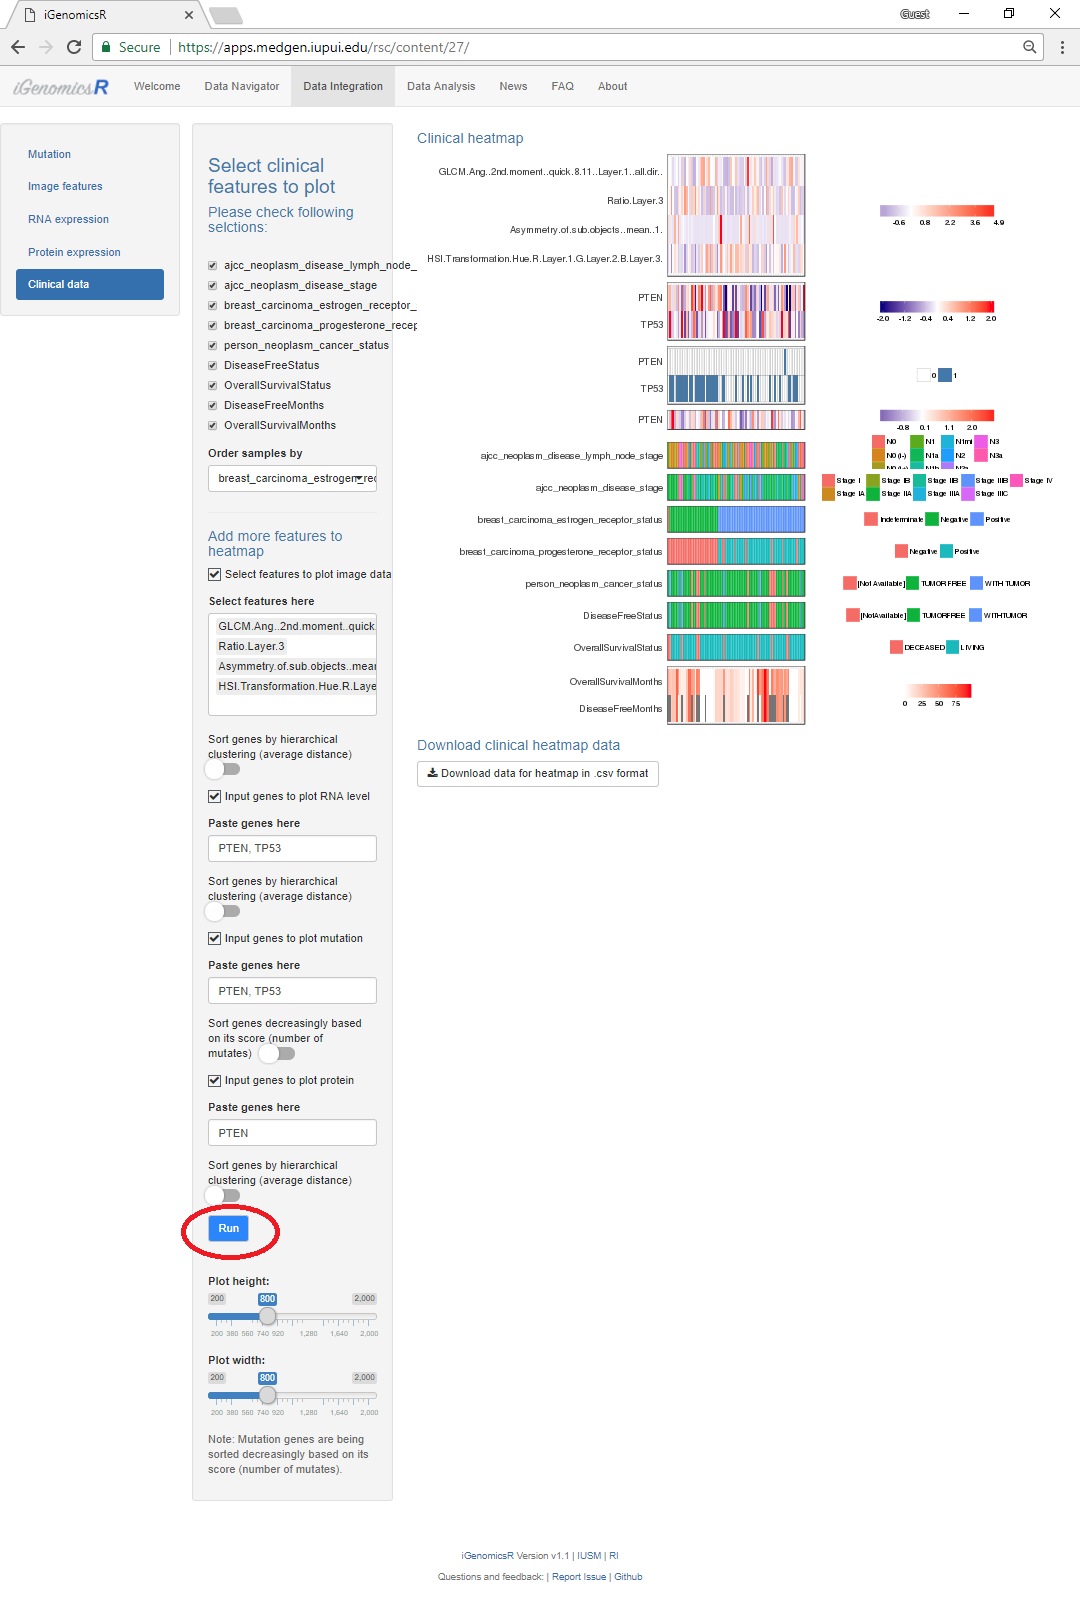 iGenomicsR
Guest
Secure
https://apps.medgen.iupui.edu/rsc/content/27/
iGenomicsR
Welcome
Data Navigator
Data Integration
Data Analysis
News
FAQ
About
Mutation
Image features
RNA expression
Protein expression
Clinical data
Select clinical
features to plot
Please check following
selctions:
ajcc_neoplasm_disease_lymph_node_
ajcc_neoplasm_disease_stage
breast_carcinoma_estrogen_receptor_
breast_carcinoma_progesterone_recep
person_neoplasm_cancer_status
DiseaseFreeStatus
OverallSurvivalStatus
DiseaseFreeMonths
OverallSurvivalMonths
Order samples by
breast_carcinoma_estrogen_rec
Add more features to
heatmap
Select features to plot image data
Select features here
GLCM.Ang..2nd.moment..quick.
Ratio.Layer.3
Asymmetry.of.sub.objects..mean
HSI.Transformation.Hue.R.Laye
Sort genes by hierarchical
clustering (average distance)
Input genes to plot RNA level
Paste genes here
PTEN, TP53
Sort genes by hierarchical
clustering (average distance)
Input genes to plot mutation
Paste genes here
PTEN, TP53
Sort genes decreasingly based
on its score (number of
mutates)
Input genes to plot protein
Paste genes here
PTEN
Sort genes by hierarchical
clustering (average distance)
Run
Plot height:
200 800 2,000
200 380 560 740 920 1,280 1,640 2,000
Plot width:
200 800 2,000
200 380 560 740 920 1,280 1,640 2,000
Note: Mutation genes are being
sorted decreasingly based on its
score (number of mutates).
Clinical heatmap
GLCM.Ang..2nd.moment..quick.8.11..Layer.1..all.dir..
Ratio.Layer.3
Asymmetry.of.sub.objects..mean..1.
HSI.Transformation.Hue.R.Layer.1.G.Layer.2.B.Layer.3.
-0.6 0.8 2.2 3.6 4.9
PTEN
TP53
-2.0 -1.2 -0.4 0.4 1.2 2.0
PTEN
TP53
0 1
PTEN
-0.8 0.1 1.1 2.0
ajcc_neoplasm_disease_lymph_node_stage
N0 N1 N1mi N3
N0 (i-) N1a N2 N3a
N0 (i+) N1b N2a
ajcc_neoplasm_disease_stage
Stage I Stage IB Stage IIB Stage IIIB Stage IV
Stage IA Stage IIA Stage IIIA Stage IIIC
breast_carcinoma_estrogen_receptor_status
Indeterminate Negative Positive
breast_carcinoma_progesterone_receptor_status
Negative Positive
person_neoplasm_cancer_status
[Not Available] TUMOR FREE WITH TUMOR
DiseaseFreeStatus
[NotAvailable] TUMORFREE WITHTUMOR
OverallSurvivalStatus
DECEASED LIVING
OverallSurvivalMonths
DiseaseFreeMonths
0 25 50 75
Download clinical heatmap data
Download data for heatmap in .csv format
iGenomicsR Version v1.1 | IUSM | RI
Questions and feedback: | Report Issue | Github